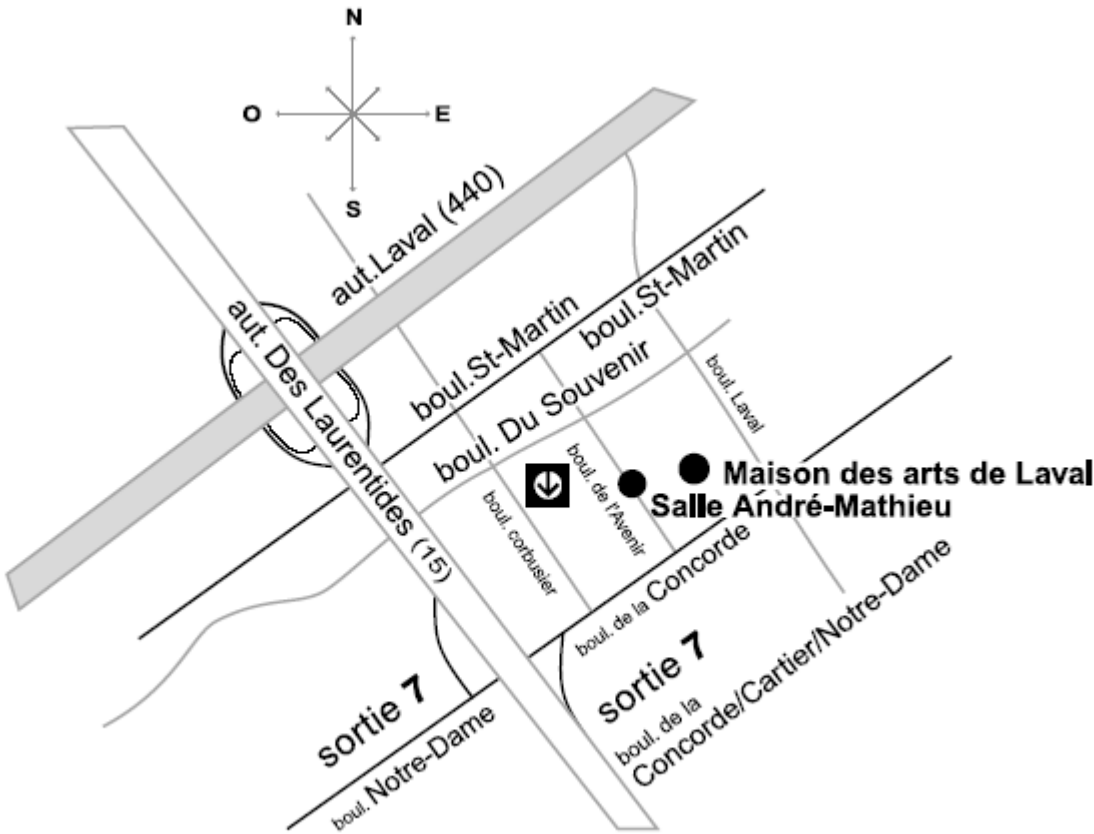 N
O
E
S
aut.Laval (440)
aut. Des Laurentides (15)
boul.St-Martin
boul.St-Martin
boul. Du Souvenir
boul. Laval
boul. corbusier
boul. de l'Avenir
Maison des arts de Laval
Salle André-Mathieu
boul. de la Concorde
sortie 7
boul. Notre-Dame
sortie 7
boul. de la
Concorde/Cartier/Notre-Dame